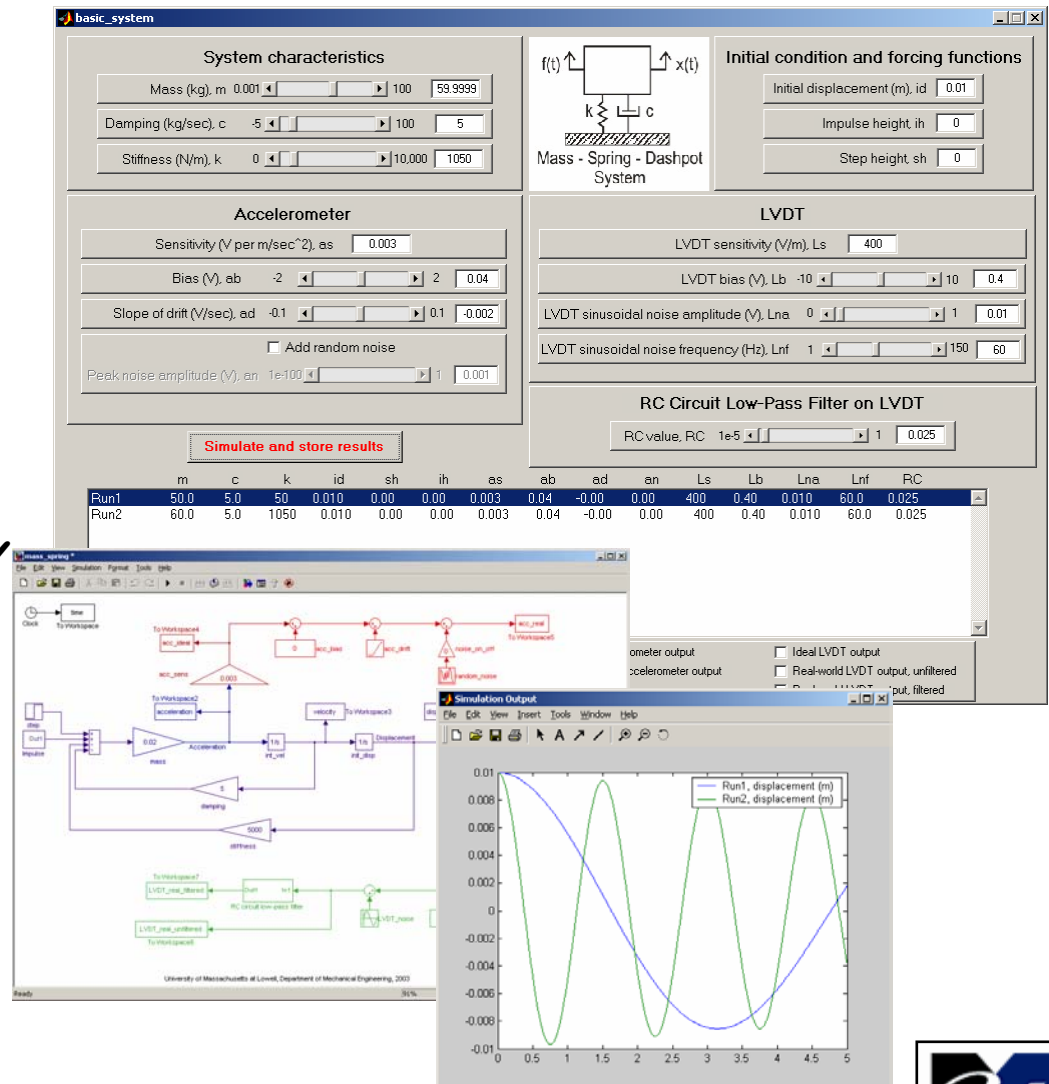 basic_system
System characteristics
Mass (kg), m 0.001 100 59.9999
Damping (kg/sec), c -5 100 5
Stiffness (N/m), k 0 10,000 1050
f(t) x(t)
k c
Mass - Spring - Dashpot
System
Initial condition and forcing functions
Initial displacement (m), id 0.01
Impulse height, ih 0
Step height, sh 0
Accelerometer
Sensitivity (V per m/sec^2), as 0.003
Bias (V), ab -2 2 0.04
Slope of drift (V/sec), ad -0.1 0.1 -0.002
Add random noise
Peak noise amplitude (V), an 1e-100 1 0.001
LVDT
LVDT sensitivity (V/m), Ls 400
LVDT bias (V), Lb -10 10 0.4
LVDT sinusoidal noise amplitude (V), Lna 0 1 0.01
LVDT sinusoidal noise frequency (Hz), Lnf 1 150 60
RC Circuit Low-Pass Filter on LVDT
RC value, RC 1e-5 1 0.025
Simulate and store results
m c k id sh ih as ab ad an Ls Lb Lna Lnf RC
Run1 50.0 5.0 50 0.010 0.00 0.00 0.003 0.04 -0.00 0.00 400 0.40 0.010 60.0 0.025
Run2 60.0 5.0 1050 0.010 0.00 0.00 0.003 0.04 -0.00 0.00 400 0.40 0.010 60.0 0.025
ometer output
ccelerometer output
Ideal LVDT output
Real-world LVDT output, unfiltered
mass_spring *
File Edit View Simulation Format Tools Help
Clock
time
To Workspace
To Workspace4
acc_ideal
acc_sens
0.003
0
acc_bias
acc_drift
0
noise_on_off
random_noise
acc_real
To Workspace5
To Workspace2
acceleration
velocity
To Workspace3
step
Out1
impulse
0.02
mass
Acceleration
1/s
int_vel
1/s
init_disp
Displacement
5
damping
5000
stiffness
To Workspace7
LVDT_real_filtered
Out1 In1
RC circuit low-pass filter
LVDT_noise
LVDT_real_unfiltered
To Workspace6
University of Massachusetts at Lowell, Department of Mechanical Engineering, 2003
Ready
91%
Simulation Output
File Edit View Insert Tools Window Help
A
Run1, displacement (m)
Run2, displacement (m)
0.01
0.008
0.006
0.004
0.002
0
-0.002
-0.004
-0.006
-0.008
-0.01
0 0.5 1 1.5 2 2.5 3 3.5 4 4.5 5